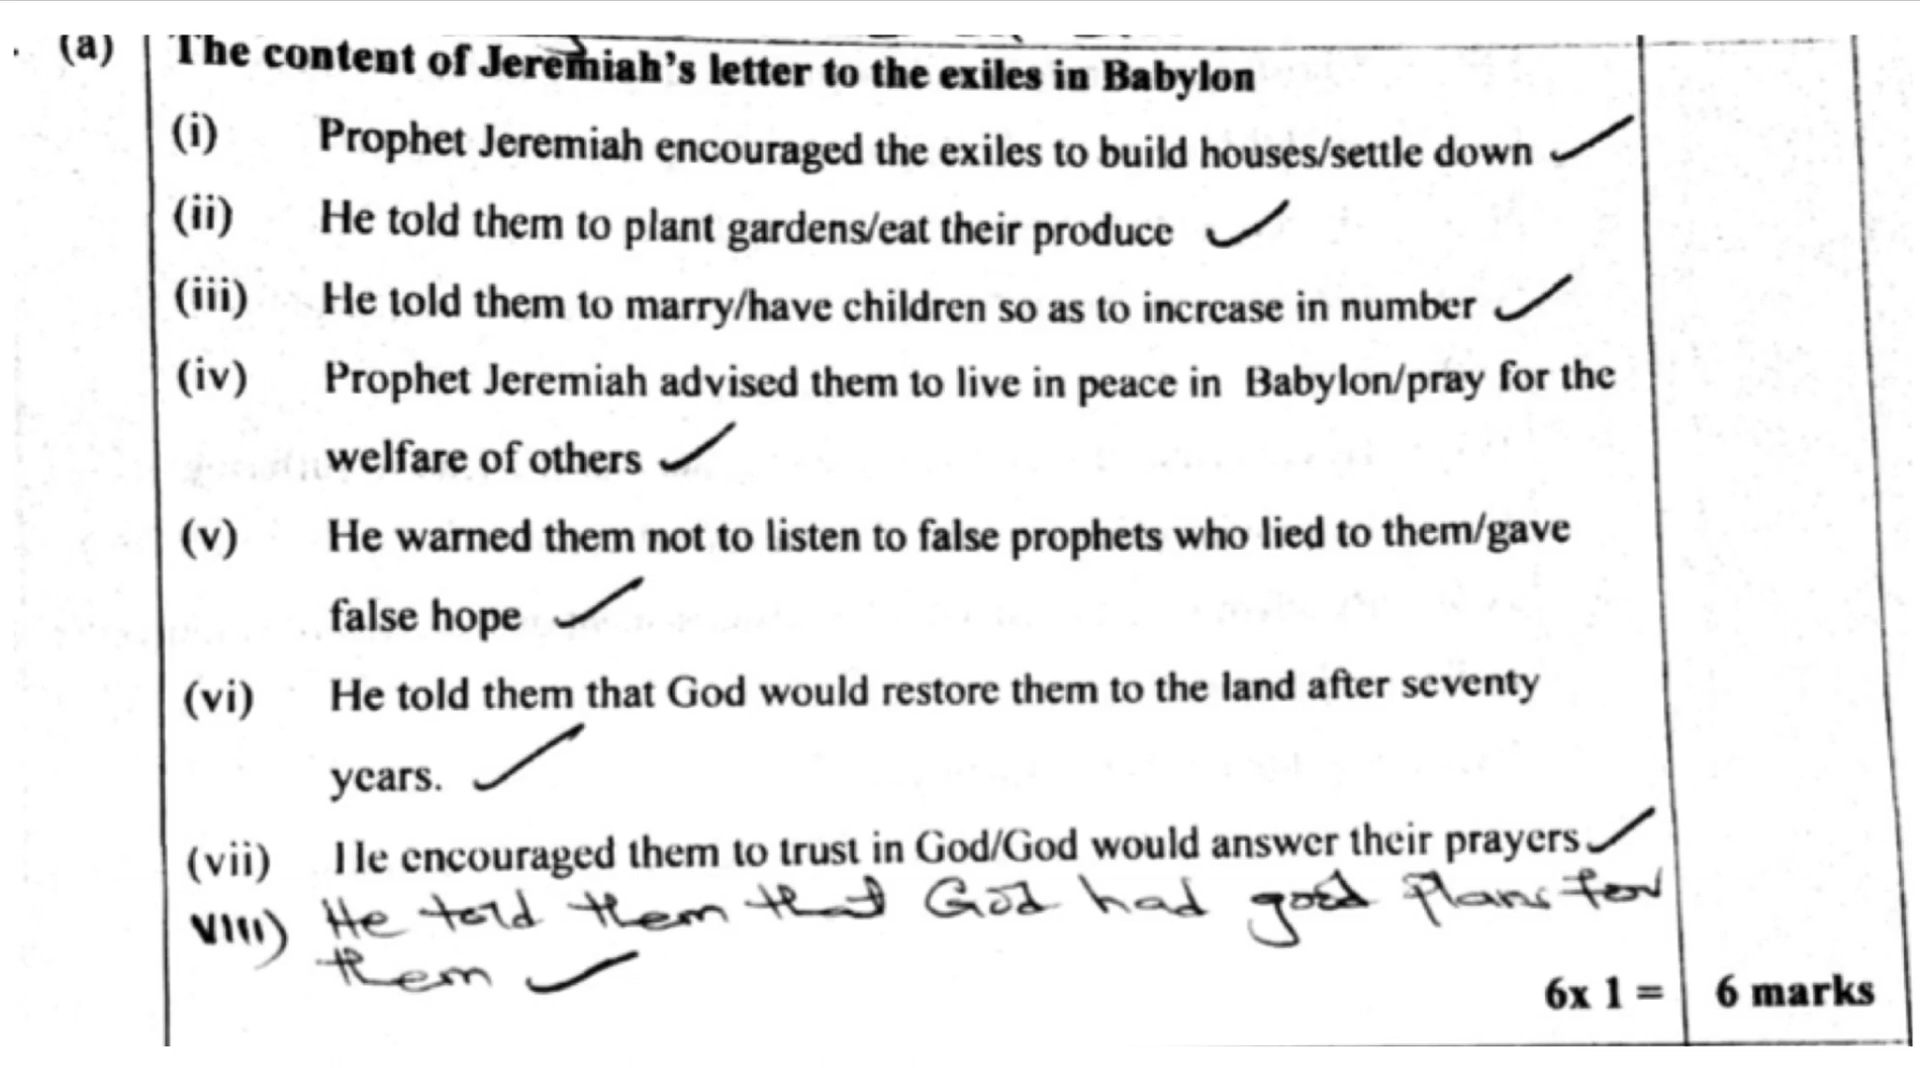 (a) The content of Jeremiah's letter to the exiles in Babylon
(i) Prophet Jeremiah encouraged the exiles to build houses/settle down
(ii) He told them to plant gardens/eat their produce
(iii) He told them to marry/have children so as to increase in number
(iv) Prophet Jeremiah advised them to live in peace in Babylon/pray for the
welfare of others
(v) He warned them not to listen to false prophets who lied to them/gave
false hope
(vi) He told them that God would restore them to the land after seventy
years.
(vii) He encouraged them to trust in God/God would answer their prayers.
VIII) He told them that God had good plans for
them
6x 1 = 6 marks